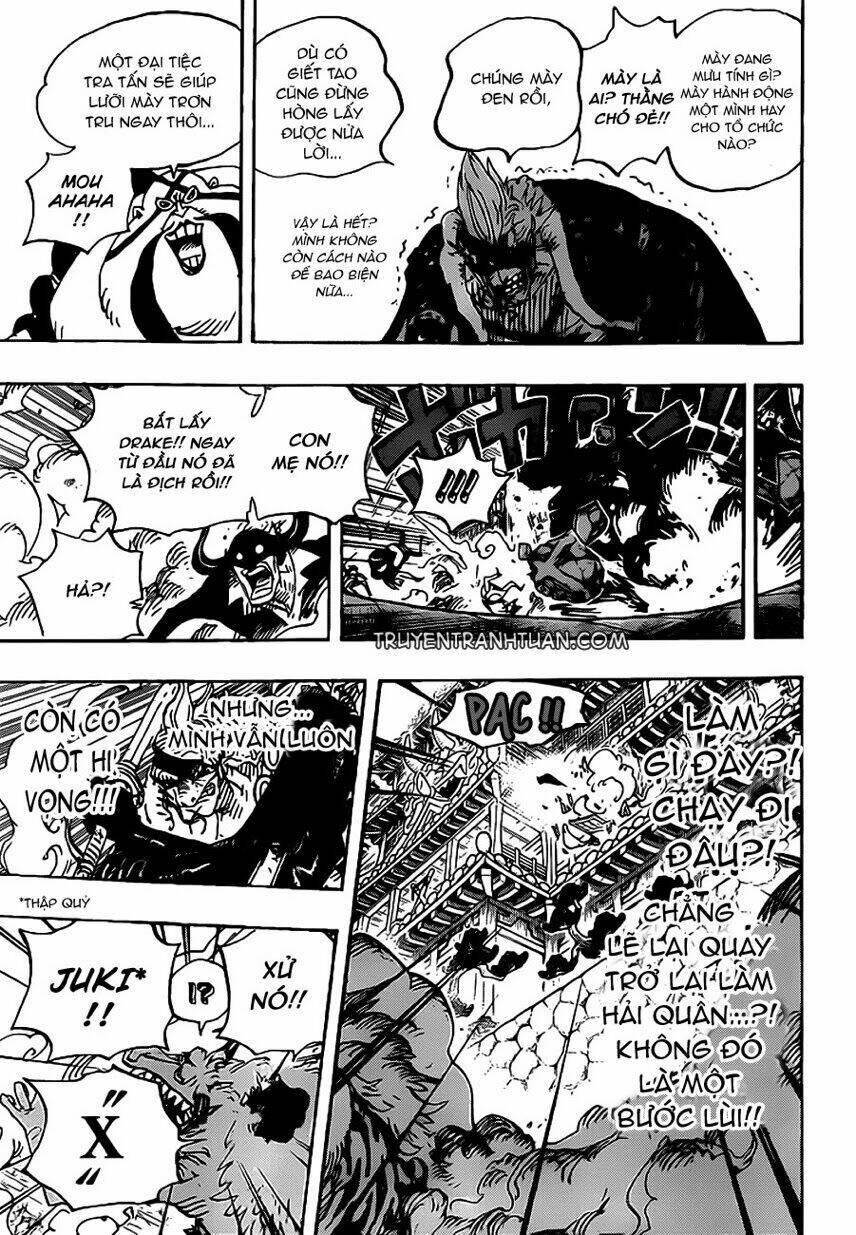 MÀY ĐANG
MƯU TÍNH GÌ?
MÀY HÀNH ĐỘNG
MỘT MÌNH HAY
CHO TỔ CHỨC
NÀO?
MÀY LÀ
AI? THẰNG
CHÓ ĐẺ!!
CHÚNG MÀY
ĐEN RỒI,
DÙ CÓ
GIẾT TAO
CŨNG ĐỪNG
HÒNG LẤY
ĐƯỢC NỬA
LỜI...
VẬY LÀ HẾT?
MÌNH KHÔNG
CÒN CÁCH NÀO
ĐỂ BAO BIỆN
NỮA...
MỘT ĐẠI TIỆC
TRA TẤN SẼ GIÚP
LƯỠI MÀY TRƠN
TRU NGAY THÔI...
MOU
AHAHA
!!
!!!
CON
MẸ NÓ!!
BẮT LẤY
DRAKE!! NGAY
TỪ ĐẦU NÓ ĐÃ
LÀ ĐỊCH RỒI!!
HẢ?!
TRUYENTRANHTUAN.COM
PAC!!
LÀM
GÌ ĐÂY?!
CHẠY ĐI
ĐÂU?!
CHẲNG
LẼ LẠI QUAY
TRỞ LẠI LÀM
HẢI QUÂN...?!
KHÔNG ĐÓ
LÀ MỘT
BƯỚC LÙI!!
NHƯNG...
MÌNH VẪN LUÔN
CÒN CÓ
MỘT HI
VỌNG!!!
*THẬP QUỶ
XỬ
NÓ!!
!?
JUKI*
!!
"X"